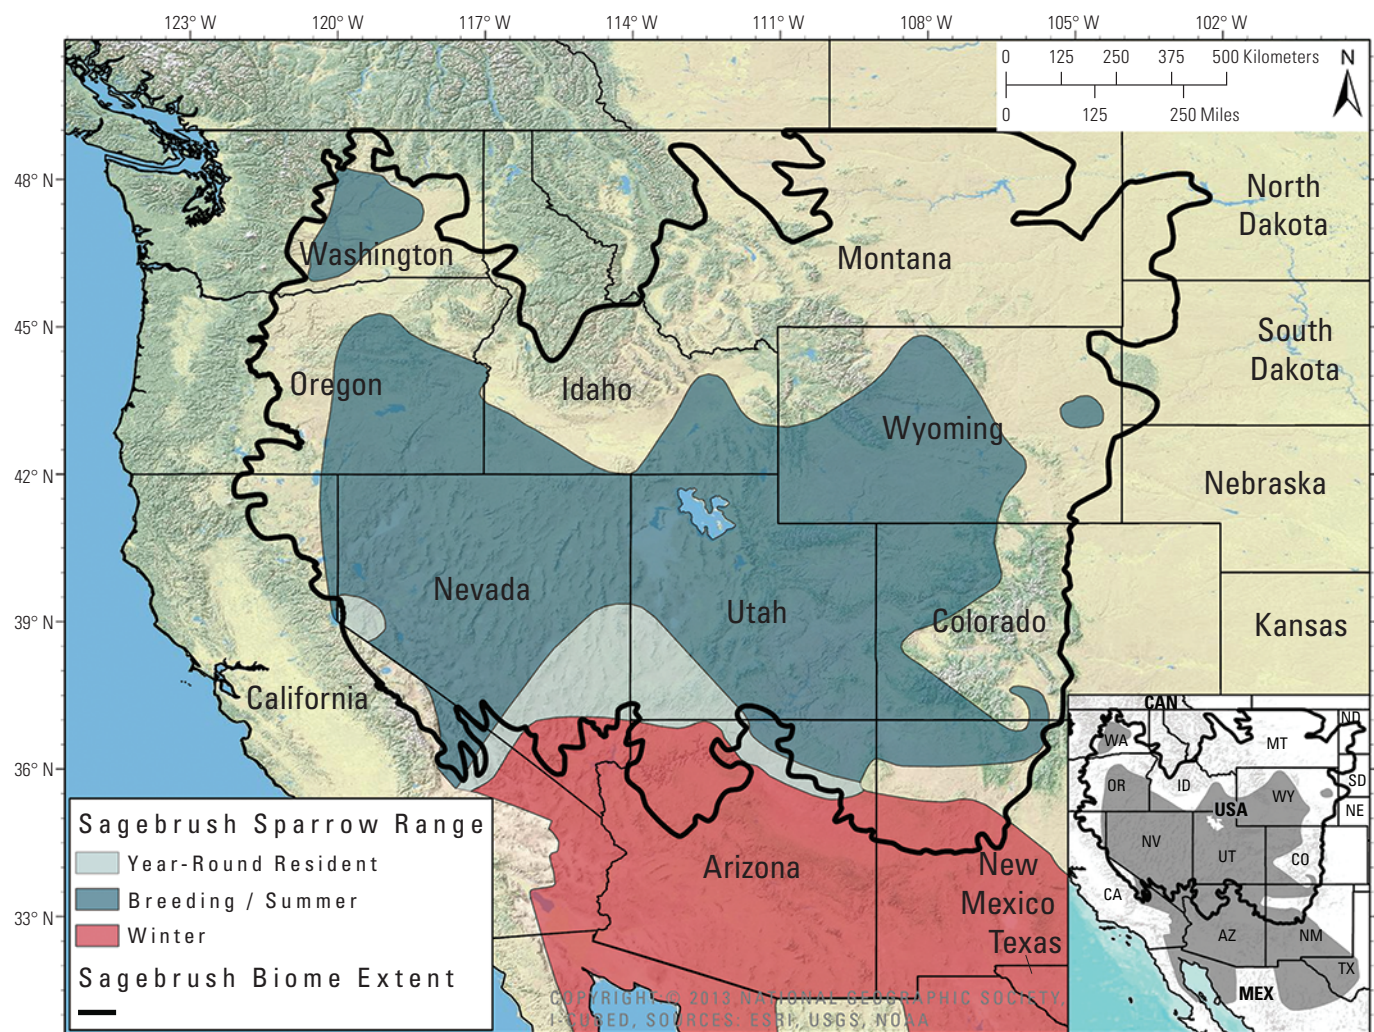 123° W
120° W
117° W
114° W
111° W
108° W
105° W
102° W
0 125 250 375 500 Kilometers
0 125 250 Miles
N
48° N
45° N
42° N
39° N
36° N
33° N
Washington
Montana
North
Dakota
South
Dakota
Oregon
Idaho
Wyoming
Nebraska
Nevada
Utah
Colorado
Kansas
California
Arizona
New
Mexico
Texas
Sagebrush Sparrow Range
Year-Round Resident
Breeding / Summer
Winter
Sagebrush Biome Extent
CAN
ND
WA
MT
OR
ID
WY
SD
USA
NE
NV
UT
CO
CA
AZ
NM
TX
MEX
COPYRIGHT © 2013 NATIONAL GEOGRAPHIC SOCIETY,
I-CUBED, SOURCES: ESRI, USGS, NOAA